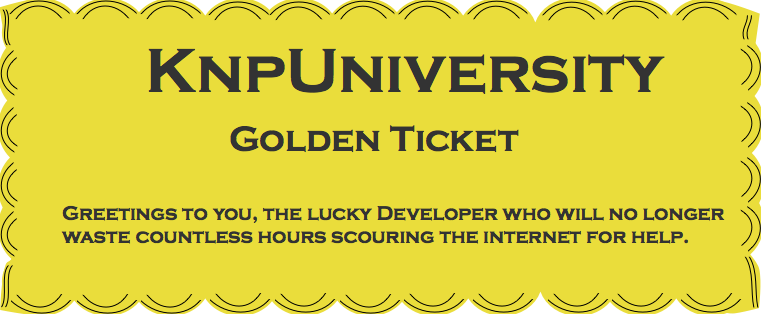 KnpUniversity
Golden Ticket
Greetings to you, the lucky Developer who will no longer
waste countless hours scouring the internet for help.